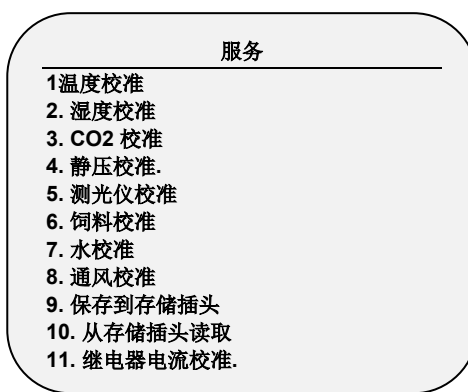 服务
1温度校准
2. 湿度校准
3. CO2 校准
4. 静压校准.
5. 测光仪校准
6. 饲料校准
7. 水校准
8. 通风校准
9. 保存到存储插头
10. 从存储插头读取
11. 继电器电流校准.